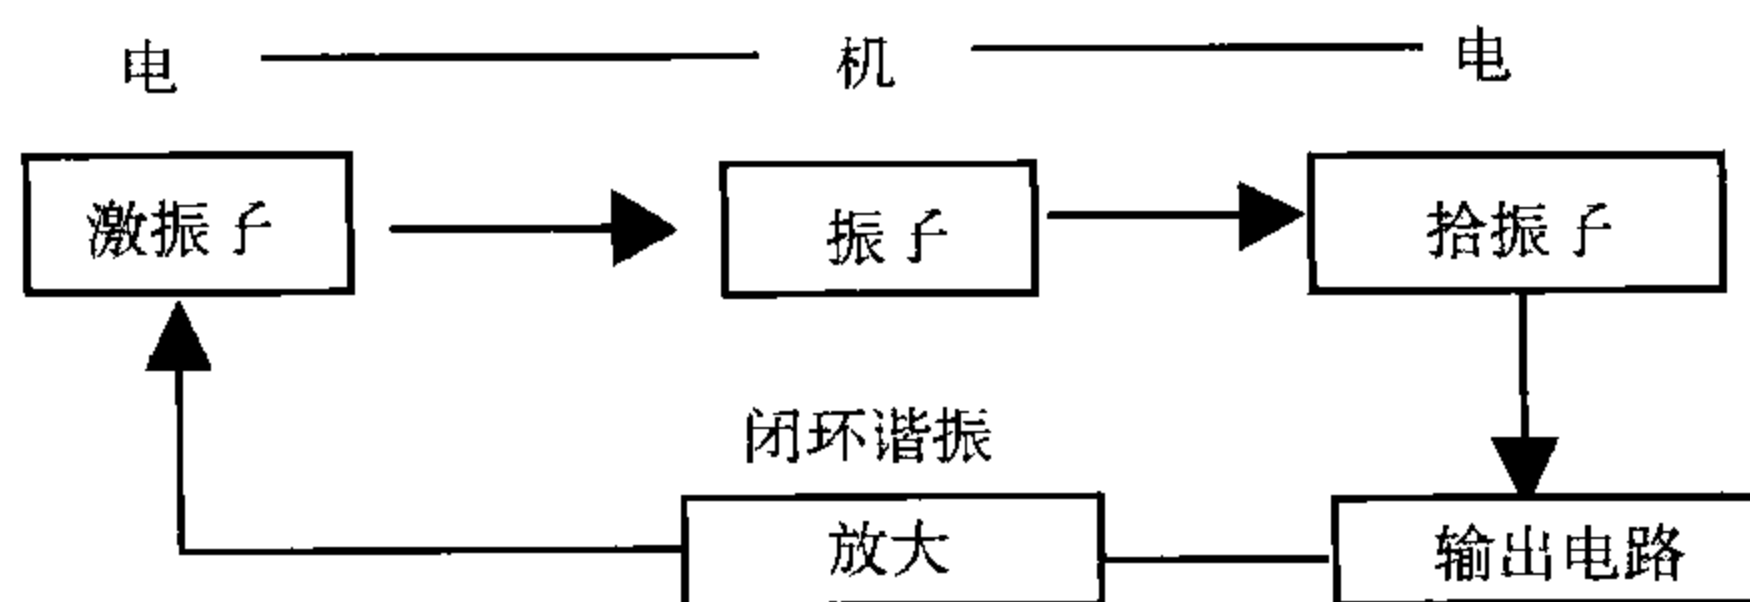 电 机 电
激振子 振子 拾振子
闭环谐振
放大 输出电路